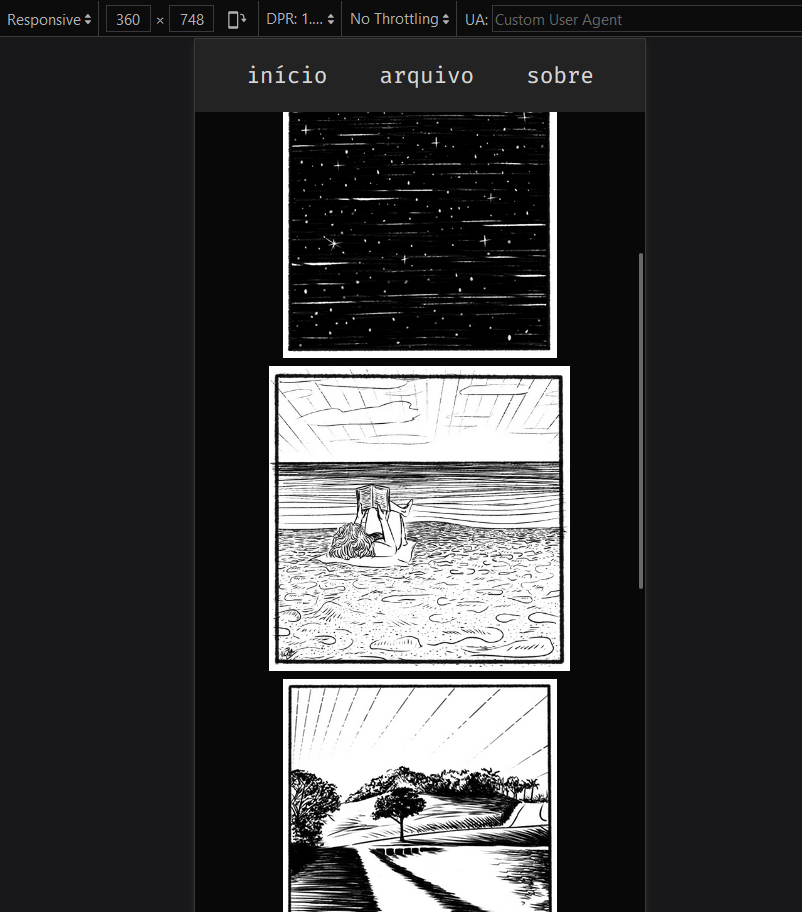 Responsive 360 × 748 DPR: 1.... No Throttling UA: Custom User Agent
início arquivo sobre